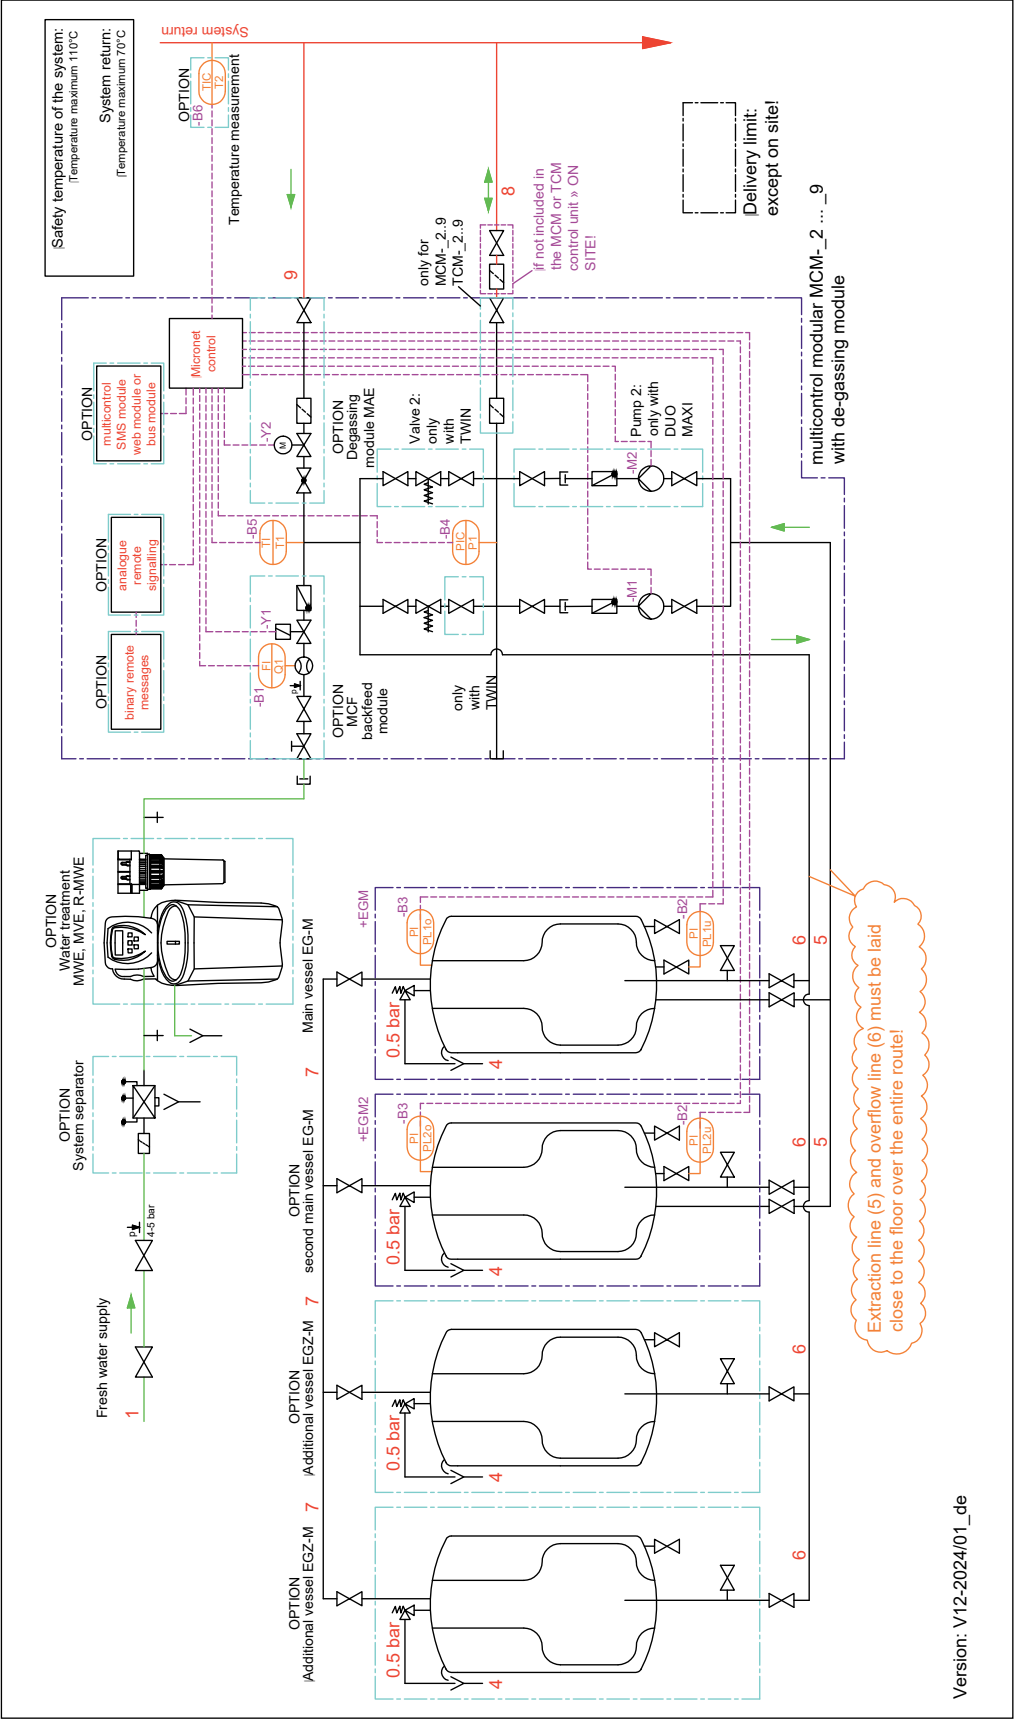 Safety temperature of the system:
Temperature maximum 110°C
System return:
Temperature maximum 70°C
System return
OPTION
-B6
TIC
T2
Temperature measurement
OPTION
multicontrol
SMS module
web module or
bus module
OPTION
analogue
remote
signalling
OPTION
binary remote
messages
Micronet
control
9
8
only for
MCM-_2..9
TCM-_2..9
if not included in
the MCM or TCM
control unit » ON
SITE!
Delivery limit:
except on site!
multicontrol modular MCM-_2 ... _9
with de-gassing module
-Y2
M
OPTION
Degassing
module MAE
Valve 2:
only
with
TWIN
Pump 2:
only with
DUO
MAXI
-M2
-B5
TI
T1
-B4
PIC
P1
-M1
-Y1
-B1
FI
Q1
P
OPTION
MCF
backfeed
module
only
with
TWIN
OPTION
Water treatment
MWE, MVE, R-MWE
OPTION
System separator
P
4-5 bar
Fresh water supply
1
Main vessel EG-M
+EGM
-B3
PI
PL1o
-B2
PI
PL1u
0.5 bar
4
7
6
5
OPTION
second main vessel EG-M
+EGM2
-B3
PI
PL2o
-B2
PI
PL2u
0.5 bar
4
7
6
5
OPTION
Additional vessel EGZ-M
0.5 bar
4
7
6
OPTION
Additional vessel EGZ-M
0.5 bar
4
6
Extraction line (5) and overflow line (6) must be laid
close to the floor over the entire route!
Version: V12-2024/01_de